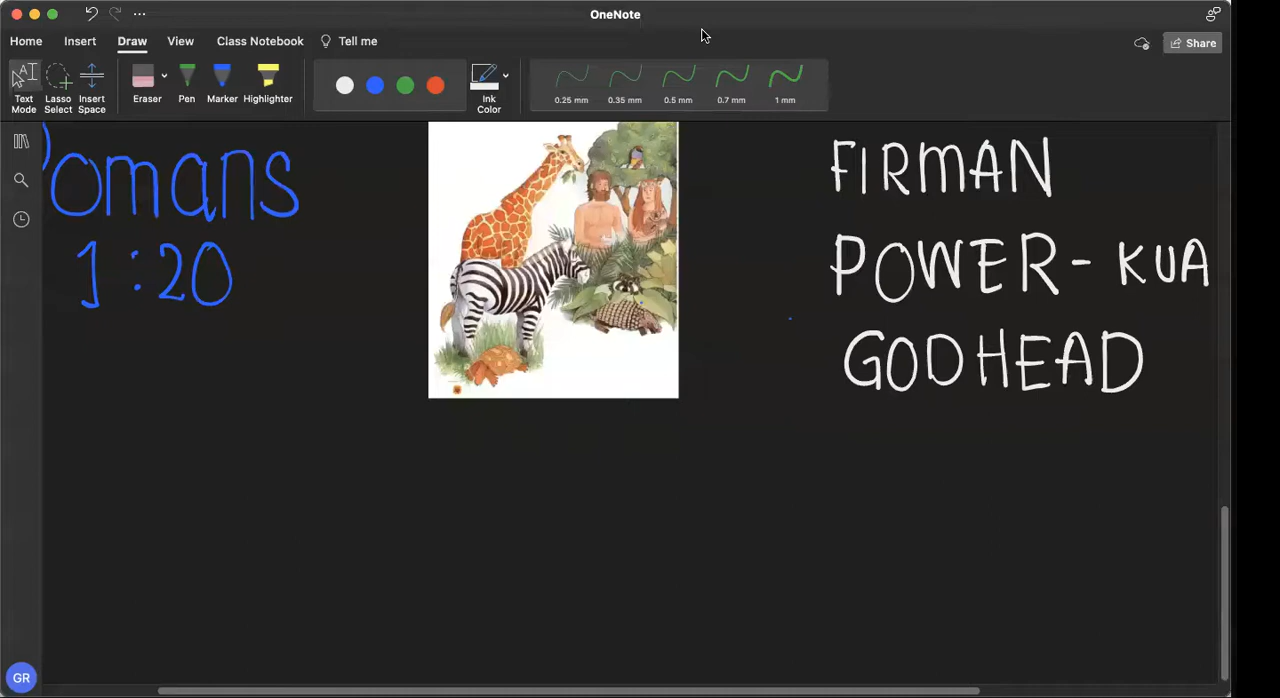 OneNote
Home Insert Draw View Class Notebook Tell me
Share
Text Mode
Lasso Select
Insert Space
Eraser
Pen
Marker
Highlighter
Ink Color
0.25 mm 0.35 mm 0.5 mm 0.7 mm 1 mm
omans
1:20
FIRMAN
POWER - KUA
GODHEAD
GR